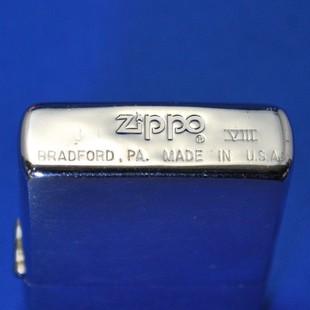 zippo ® VIII
BRADFORD, PA. MADE IN U.S.A.